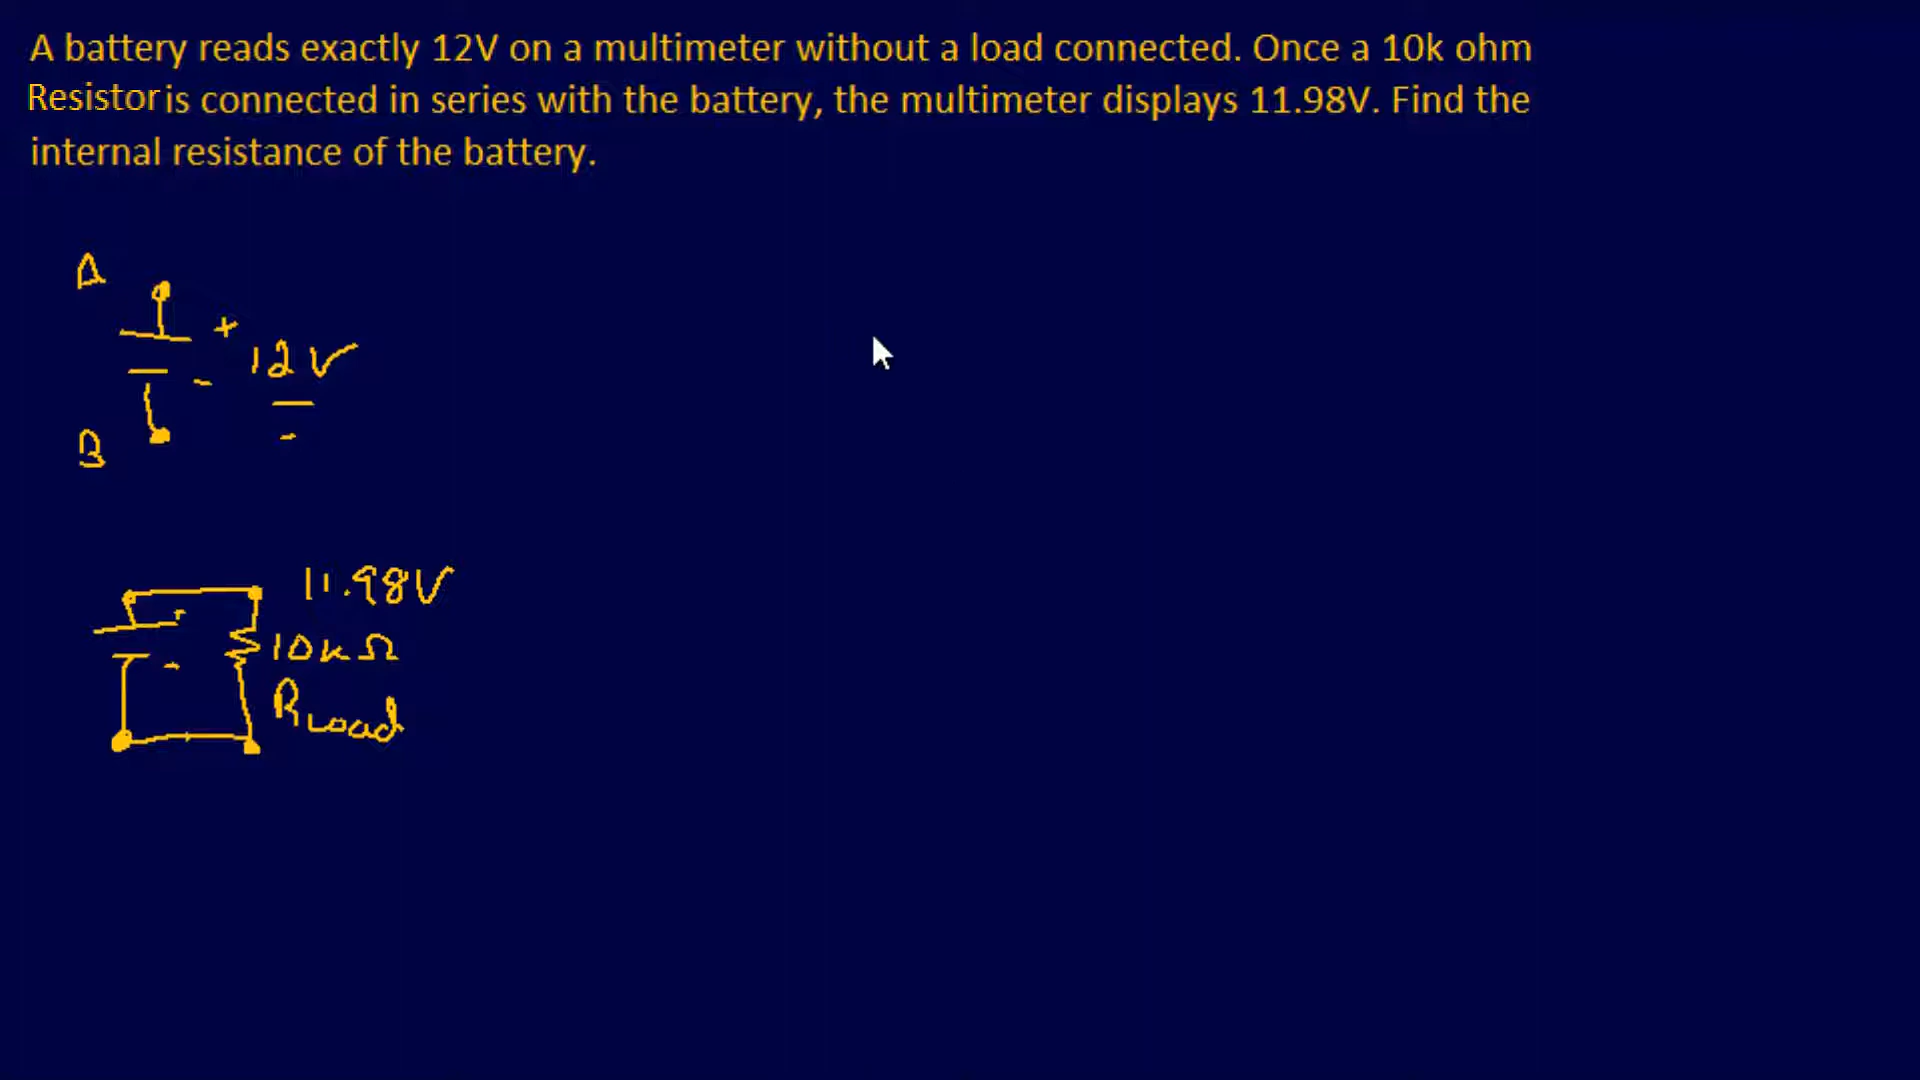 A battery reads exactly 12V on a multimeter without a load connected. Once a 10k ohm
Resistor is connected in series with the battery, the multimeter displays 11.98V. Find the
internal resistance of the battery.
A
+
12V
-
B
11.98V
+
10kΩ
-
RLoad